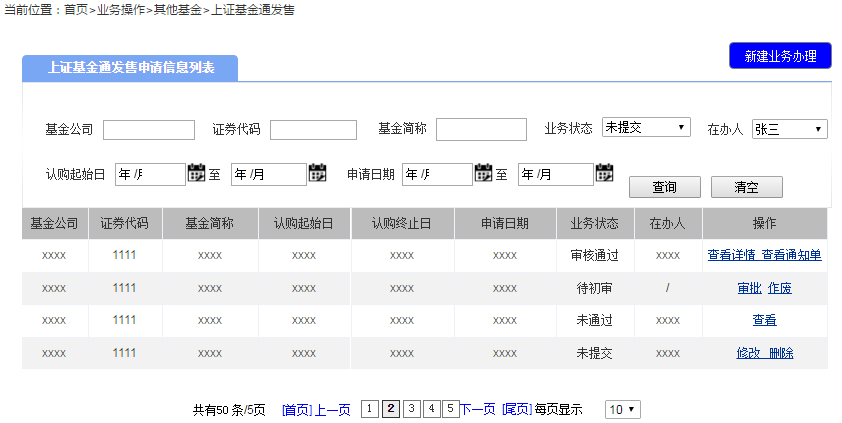 当前位置：首页>业务操作>其他基金>上证基金通发售
新建业务办理
上证基金通发售申请信息列表
基金公司 证券代码 基金简称 业务状态 未提交 在办人 张三
认购起始日 年 /月 至 年 /月 申请日期 年 /月 至 年 /月 查询 清空
基金公司 证券代码 基金简称 认购起始日 认购终止日 申请日期 业务状态 在办人 操作
xxxx 1111 xxxx xxxx xxxx xxxx 审核通过 xxxx 查看详情 查看通知单
xxxx 1111 xxxx xxxx xxxx xxxx 待初审 / 审批 作废
xxxx 1111 xxxx xxxx xxxx xxxx 未通过 xxxx 查看
xxxx 1111 xxxx xxxx xxxx xxxx 未提交 xxxx 修改 删除
共有50 条/5页 [首页] 上一页 1 2 3 4 5 下一页 [尾页] 每页显示 10